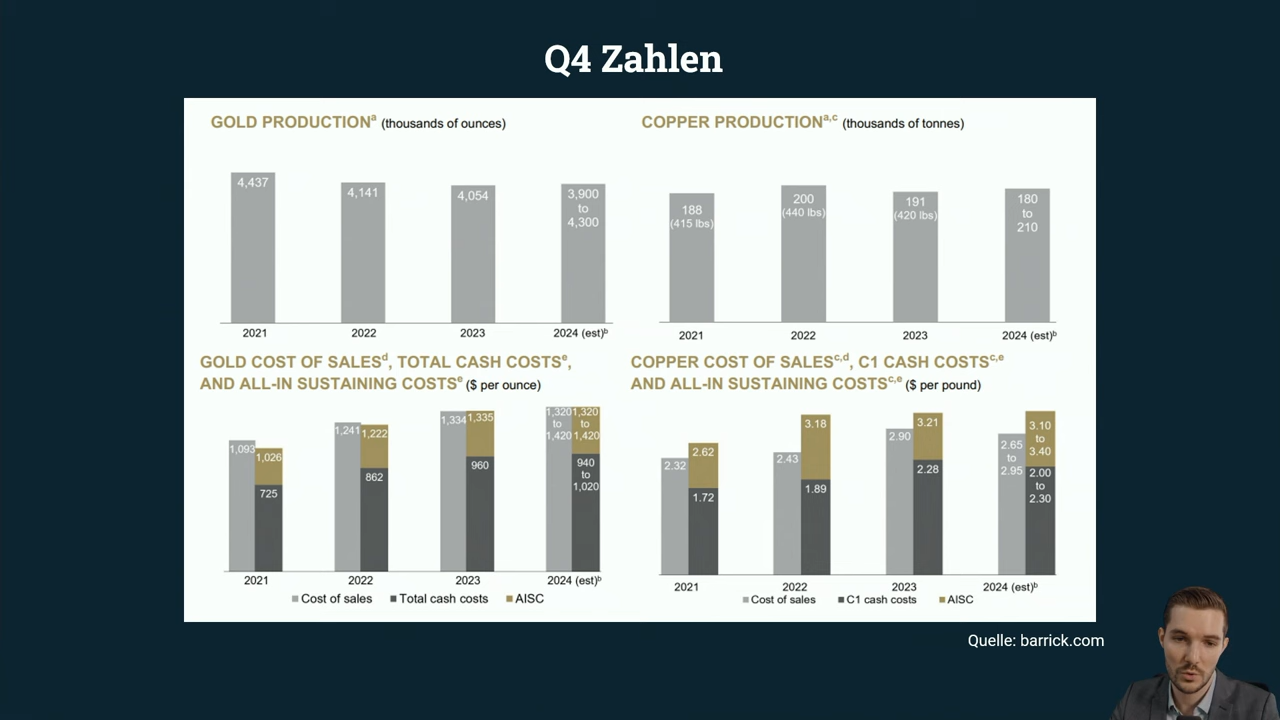 Q4 Zahlen
GOLD PRODUCTIONa (thousands of ounces)
4,437
4,141
4,054
3,900
to
4,300
2021
2022
2023
2024 (est)b
COPPER PRODUCTIONa,c (thousands of tonnes)
188
(415 lbs)
200
(440 lbs)
191
(420 lbs)
180
to
210
2021
2022
2023
2024 (est)b
GOLD COST OF SALESd, TOTAL CASH COSTSe,
AND ALL-IN SUSTAINING COSTSe ($ per ounce)
1,093
1,026
725
1,241
1,222
862
1,334
1,335
960
1,320
to
1,420
1,320
to
1,420
940
to
1,020
2021
2022
2023
2024 (est)b
Cost of sales
Total cash costs
AISC
COPPER COST OF SALESc,d, C1 CASH COSTSc,e
AND ALL-IN SUSTAINING COSTSc,e ($ per pound)
2.32
2.62
1.72
2.43
3.18
1.89
2.90
3.21
2.28
2.65
to
2.95
3.10
to
3.40
2.00
to
2.30
2021
2022
2023
2024 (est)b
Cost of sales
C1 cash costs
AISC
Quelle: barrick.com